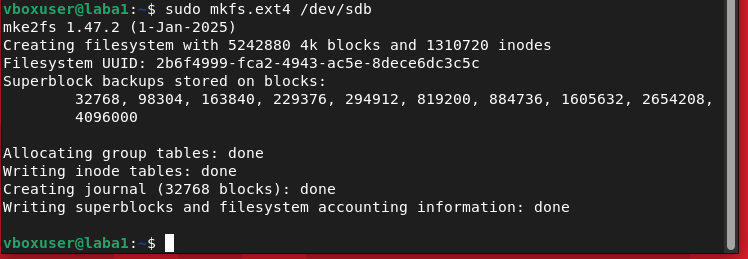 vboxuser@laba1:~$ sudo mkfs.ext4 /dev/sdb
mke2fs 1.47.2 (1-Jan-2025)
Creating filesystem with 5242880 4k blocks and 1310720 inodes
Filesystem UUID: 2b6f4999-fca2-4943-ac5e-8dece6dc3c5c
Superblock backups stored on blocks:
        32768, 98304, 163840, 229376, 294912, 819200, 884736, 1605632, 2654208,
        4096000

Allocating group tables: done
Writing inode tables: done
Creating journal (32768 blocks): done
Writing superblocks and filesystem accounting information: done

vboxuser@laba1:~$